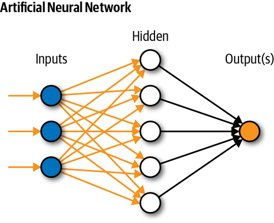 Artificial Neural Network
Hidden
Inputs
Output(s)